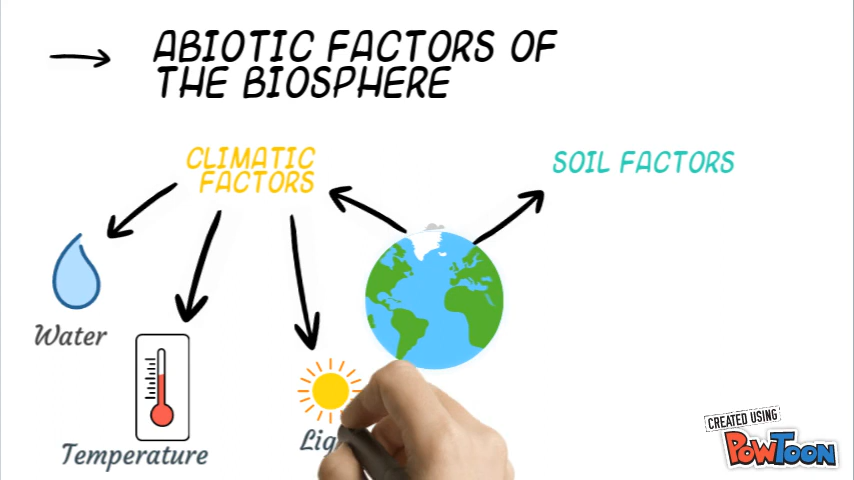 ABIOTIC FACTORS OF
THE BIOSPHERE
CLIMATIC
FACTORS
SOIL FACTORS
Water
Temperature
CREATED USING
POWTOON